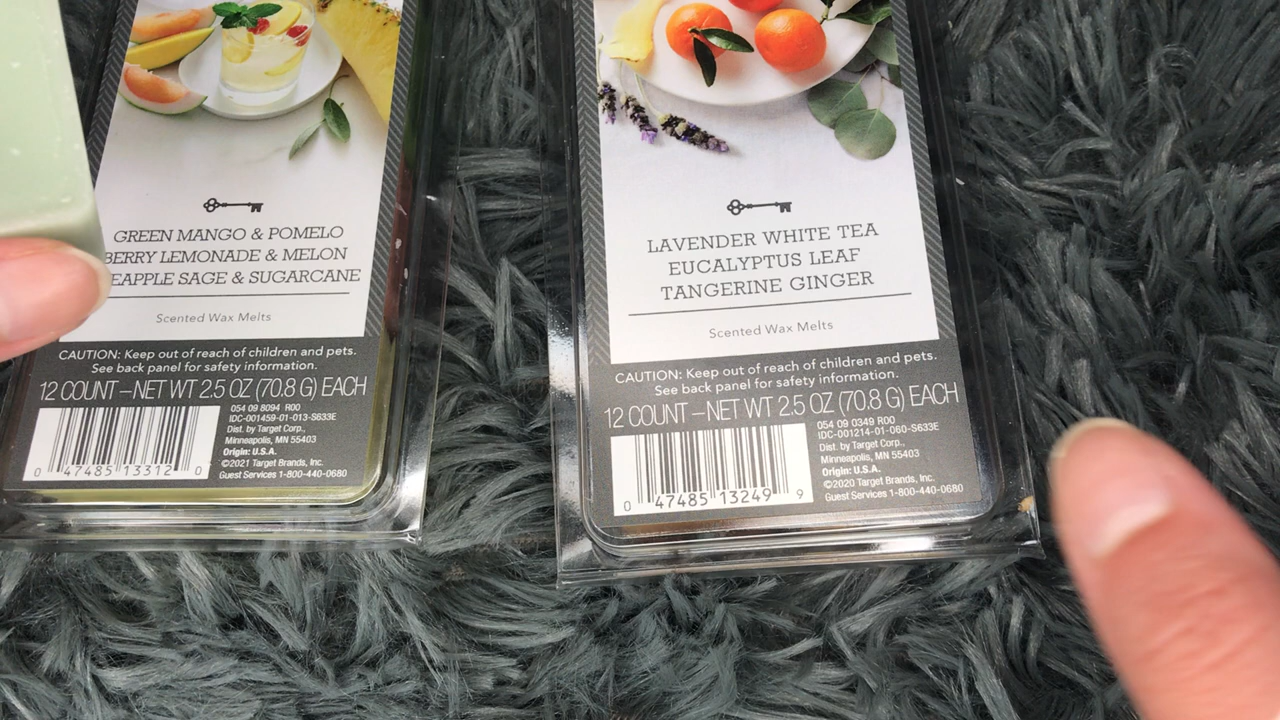 GREEN MANGO & POMELO
BERRY LEMONADE & MELON
EAPPLE SAGE & SUGARCANE
Scented Wax Melts
CAUTION: Keep out of reach of children and pets.
See back panel for safety information.
12 COUNT – NET WT 2.5 OZ (70.8 G) EACH
054 09 8094 R00
IDC-001459-01-013-S633E
Dist. by Target Corp.,
Minneapolis, MN 55403
Origin: U.S.A.
©2021 Target Brands, Inc.
Guest Services 1-800-440-0680
0 47485 13312 0
LAVENDER WHITE TEA
EUCALYPTUS LEAF
TANGERINE GINGER
Scented Wax Melts
CAUTION: Keep out of reach of children and pets.
See back panel for safety information.
12 COUNT – NET WT 2.5 OZ (70.8 G) EACH
054 09 0349 R00
IDC-001214-01-060-S633E
Dist. by Target Corp.,
Minneapolis, MN 55403
Origin: U.S.A.
©2020 Target Brands, Inc.
Guest Services 1-800-440-0680
0 47485 13249 9